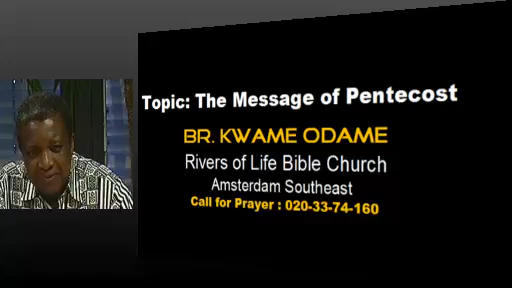 Topic: The Message of Pentecost
BR. KWAME ODAME
Rivers of Life Bible Church
Amsterdam Southeast
Call for Prayer : 020-33-74-160